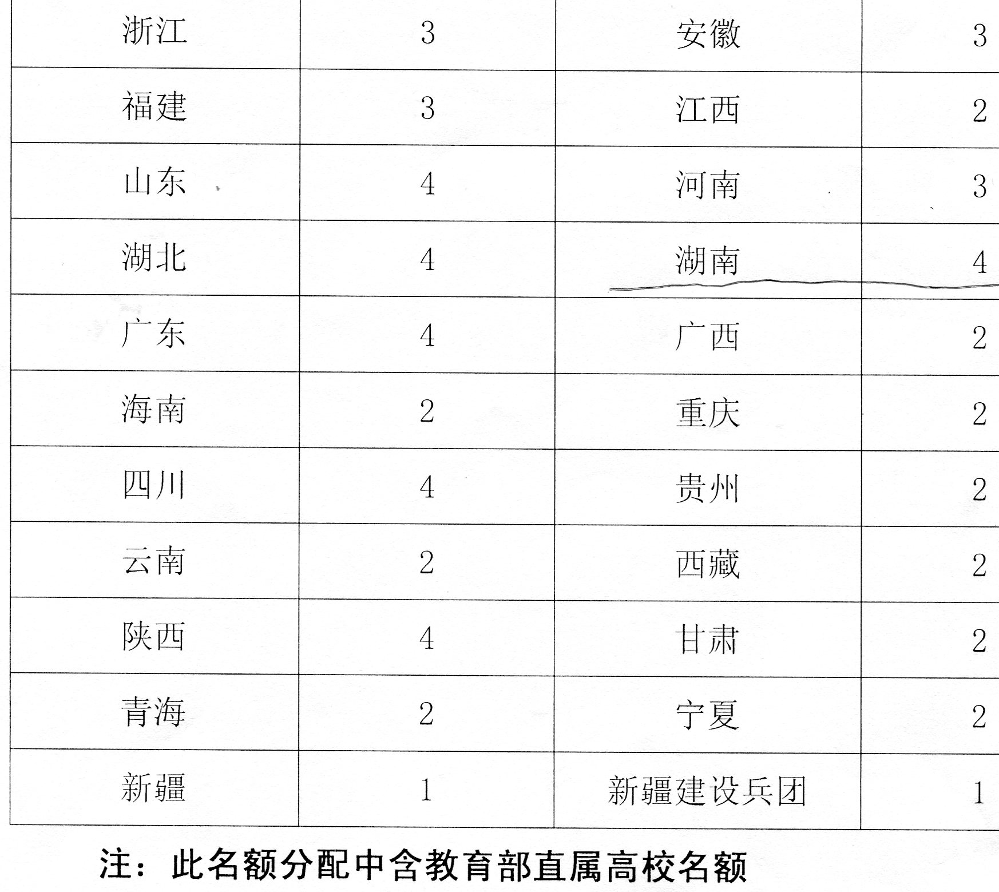 浙江 3 安徽 3
福建 3 江西 2
山东 4 河南 3
湖北 4 湖南 4
广东 4 广西 2
海南 2 重庆 2
四川 4 贵州 2
云南 2 西藏 2
陕西 4 甘肃 2
青海 2 宁夏 2
新疆 1 新疆建设兵团 1
注：此名额分配中含教育部直属高校名额